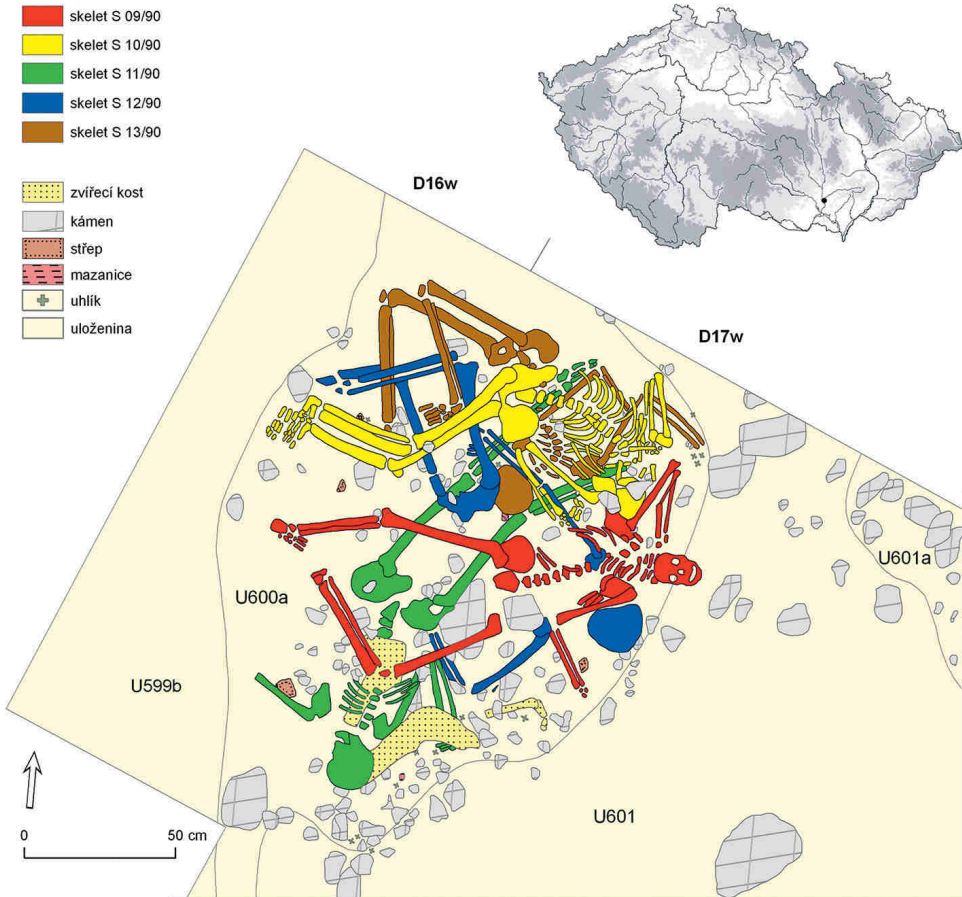 skelet S 09/90
skelet S 10/90
skelet S 11/90
skelet S 12/90
skelet S 13/90
zvířecí kost
kámen
střep
mazanice
uhlík
uloženina
D16w
D17w
U601a
U600a
U599b
U601
0 50 cm